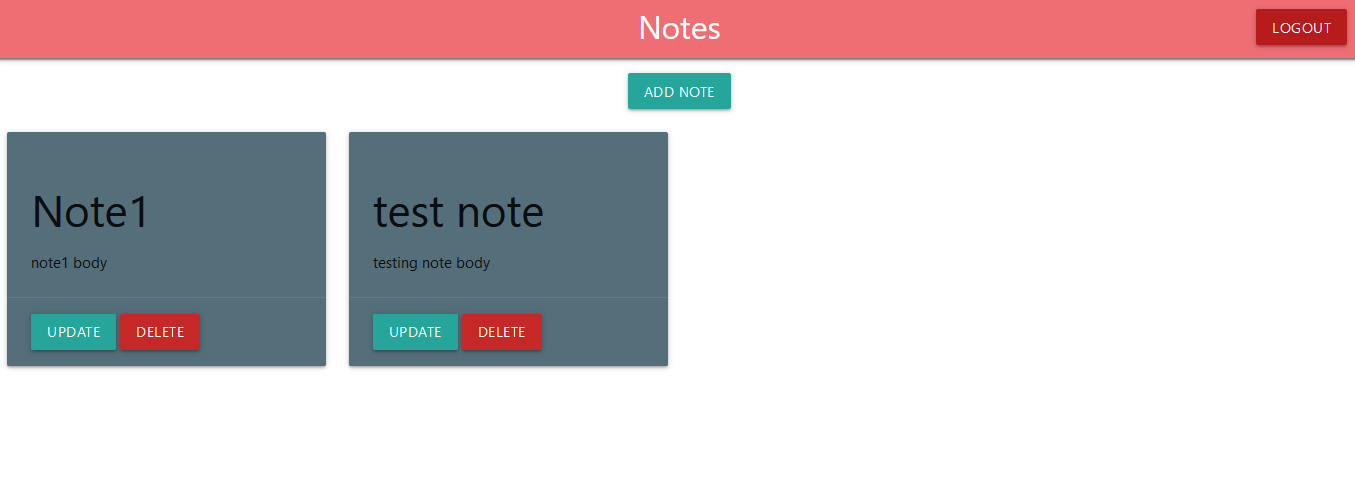 Notes
LOGOUT
ADD NOTE
Note1
note1 body
UPDATE DELETE
test note
testing note body
UPDATE DELETE